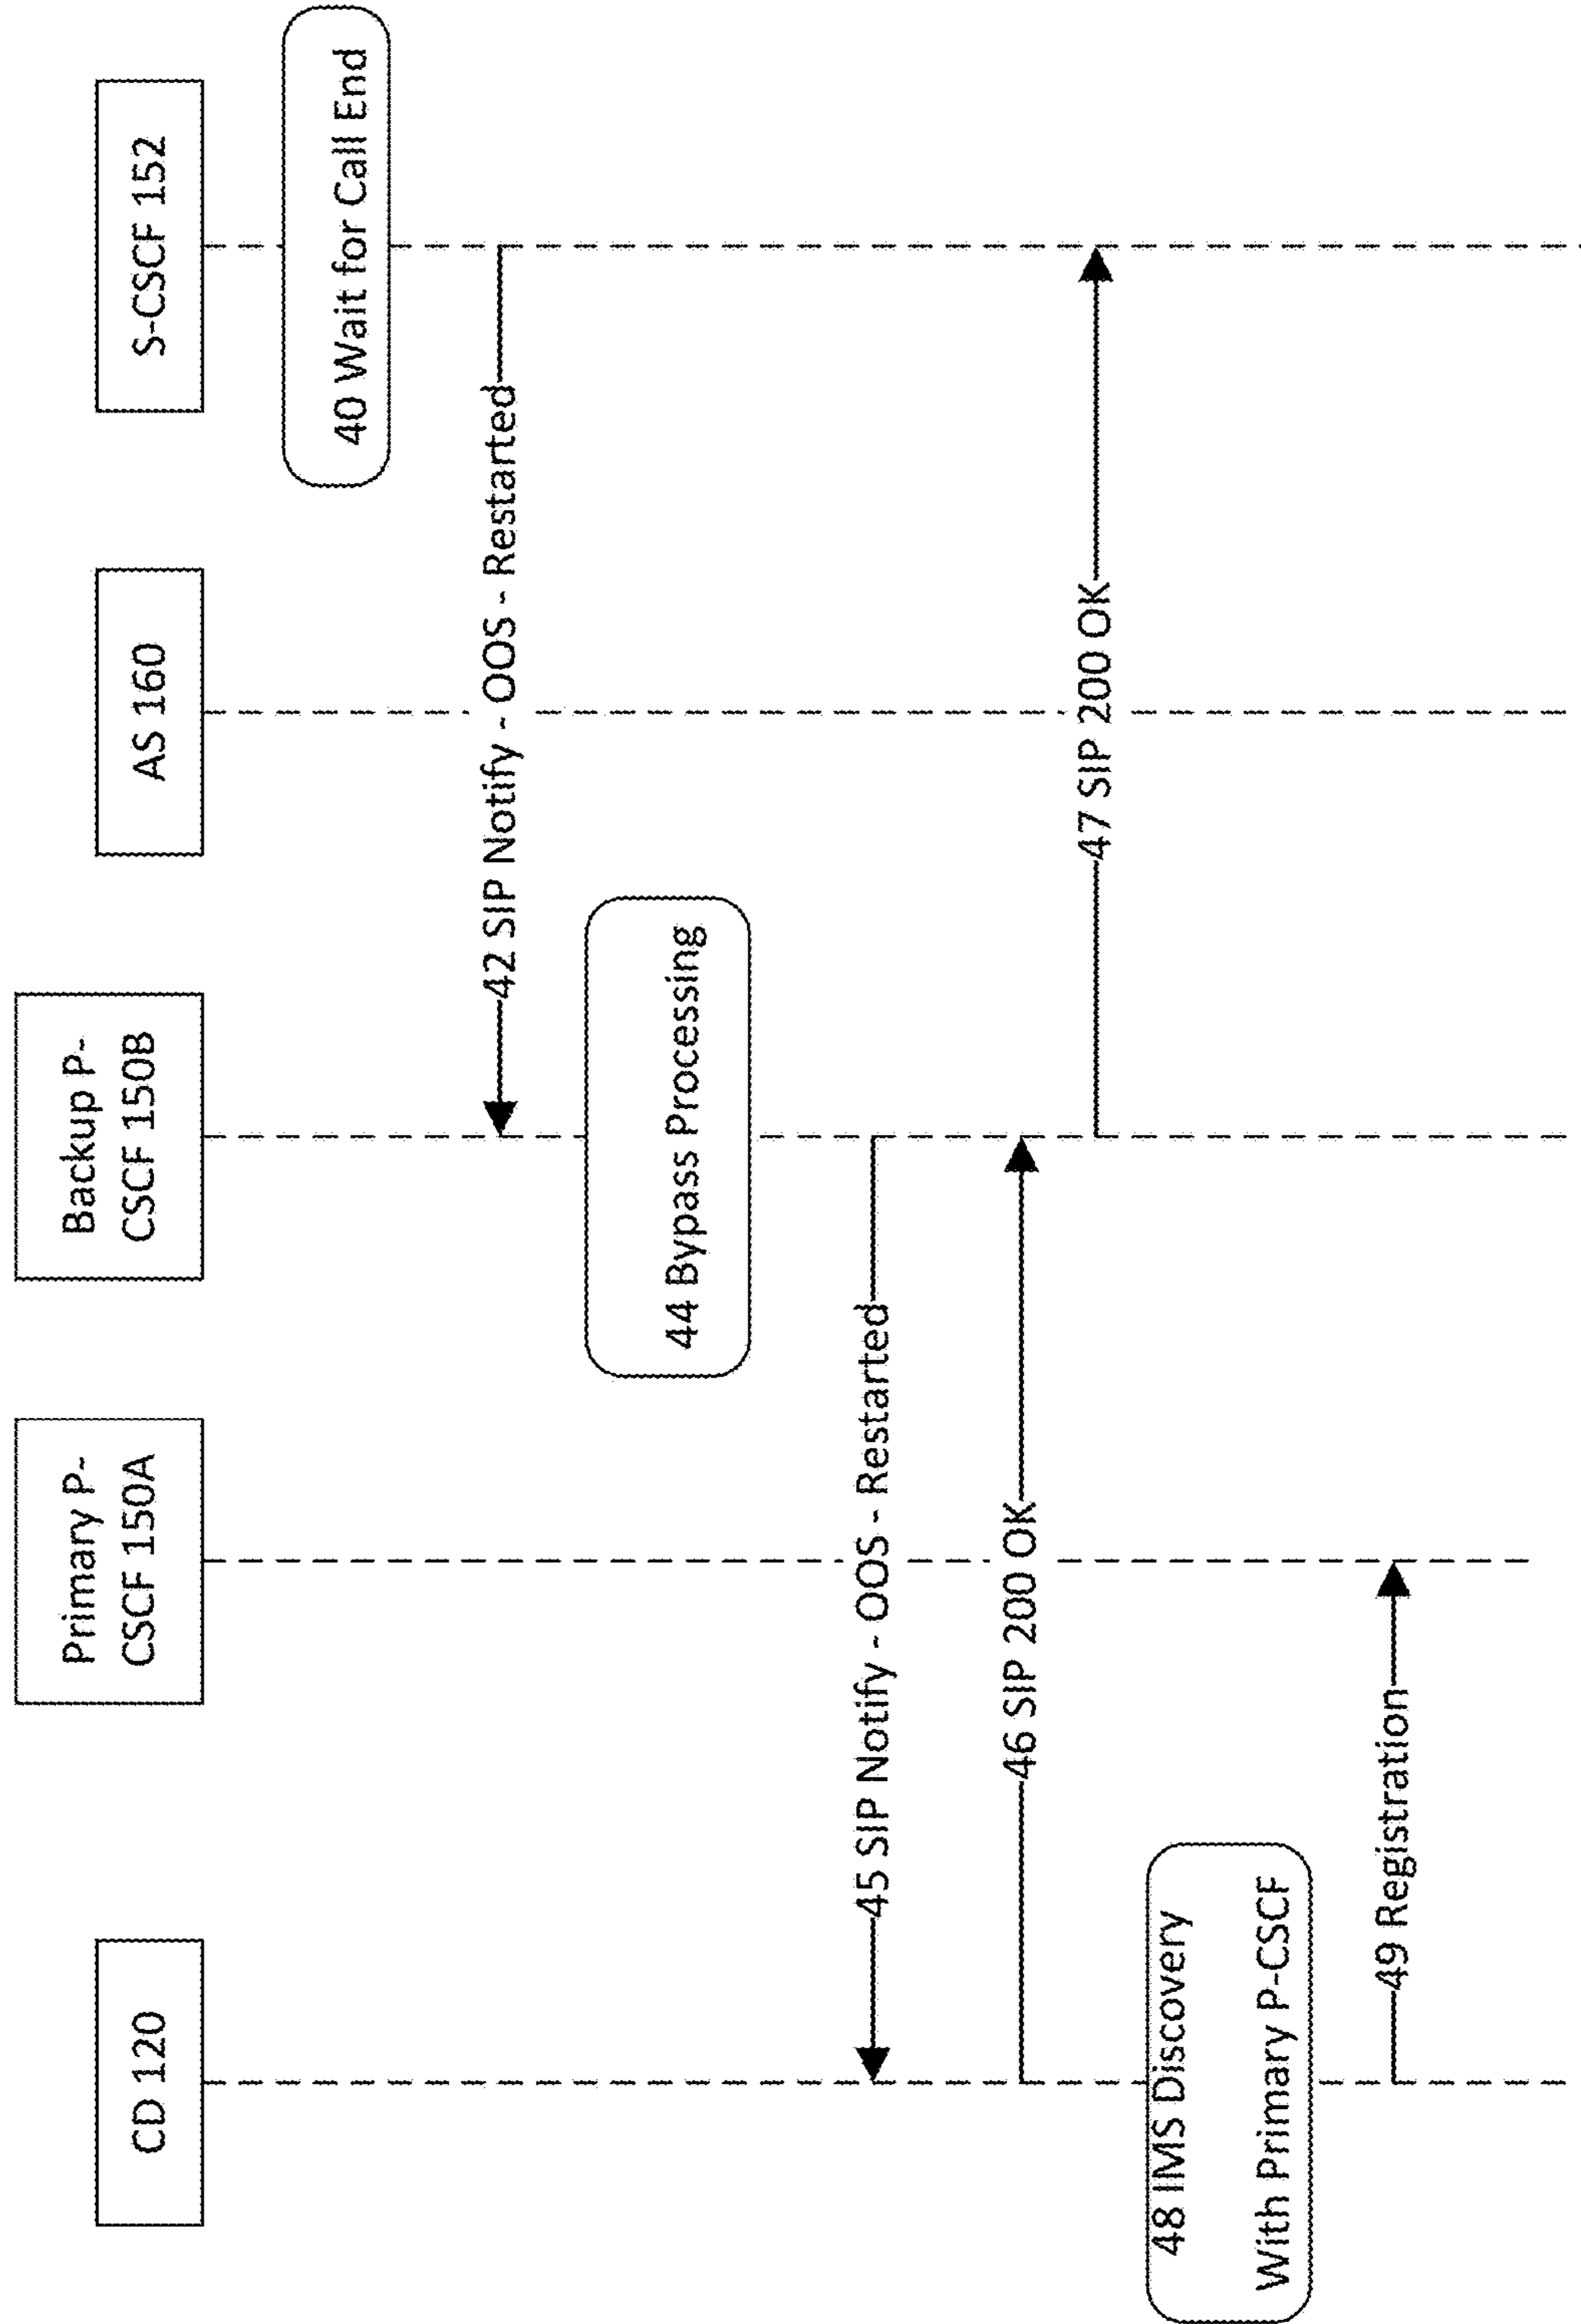 CD 120
Primary P-
CSCF 150A
Backup P-
CSCF 150B
AS 160
S-CSCF 152
40 Wait for Call End
42 SIP Notify - OOS - Restarted
44 Bypass Processing
45 SIP Notify - OOS - Restarted
46 SIP 200 OK
47 SIP 200 OK
48 IMS Discovery
With Primary P-CSCF
49 Registration